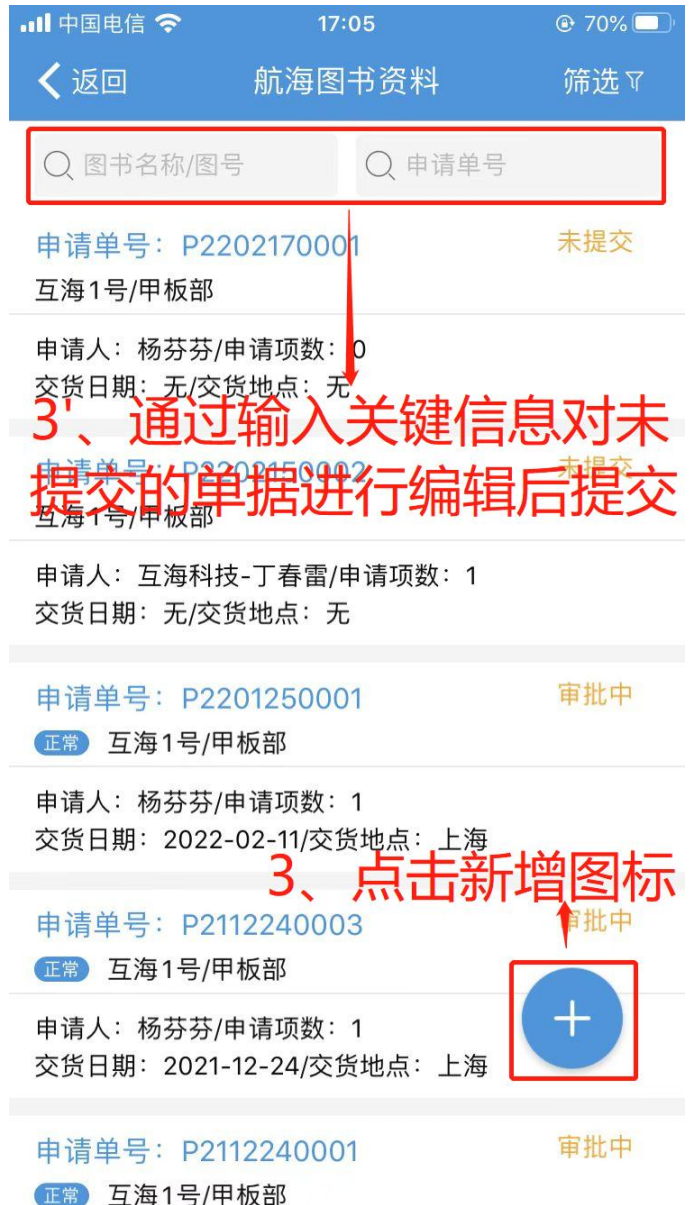 中国电信 17:05 70%
返回 航海图书资料 筛选
图书名称/图号 申请单号
申请单号：P2202170001 未提交
互海1号/甲板部
申请人：杨芬芬/申请项数：0
交货日期：无/交货地点：无
3'、通过输入关键信息对未
提交的单据进行编辑后提交
申请单号：P2202150002 未提交
互海1号/甲板部
申请人：互海科技-丁春雷/申请项数：1
交货日期：无/交货地点：无
申请单号：P2201250001 审批中
正常 互海1号/甲板部
申请人：杨芬芬/申请项数：1
交货日期：2022-02-11/交货地点：上海
3、点击新增图标
申请单号：P2112240003 审批中
正常 互海1号/甲板部
申请人：杨芬芬/申请项数：1
交货日期：2021-12-24/交货地点：上海
申请单号：P2112240001 审批中
正常 互海1号/甲板部